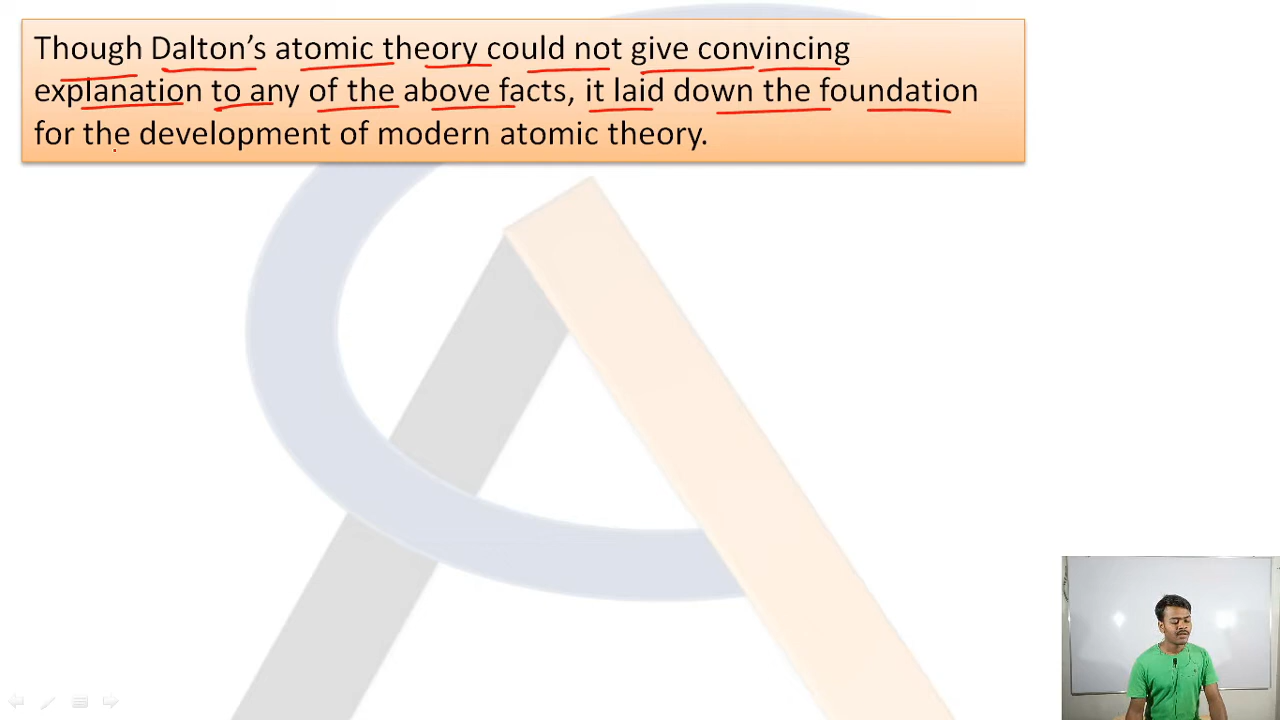 Though Dalton’s atomic theory could not give convincing
explanation to any of the above facts, it laid down the foundation
for the development of modern atomic theory.